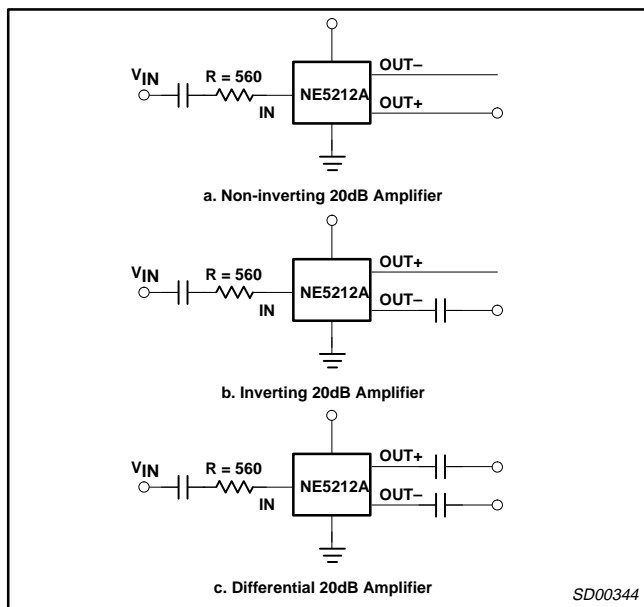 OUT–
VIN
R = 560
NE5212A
OUT+
IN
a. Non-inverting 20dB Amplifier
OUT+
VIN
R = 560
NE5212A
OUT–
IN
b. Inverting 20dB Amplifier
OUT+
VIN
R = 560
NE5212A
OUT–
IN
c. Differential 20dB Amplifier
SD00344